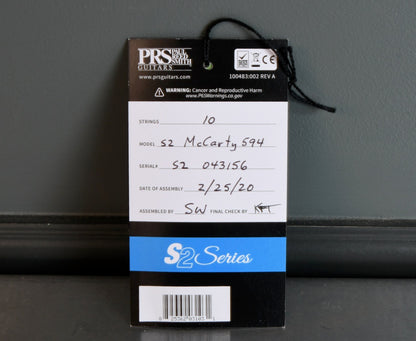 PRS PAUL REED SMITH
GUITARS
www.prsguitars.com
CE
100483:002 REV A
WARNING: Cancer and Reproductive Harm
www.P65Warnings.ca.gov
STRINGS 10
MODEL S2 McCarty 594
SERIAL# S2 043156
DATE OF ASSEMBLY 2/25/20
ASSEMBLED BY SW FINAL CHECK BY
S2 Series